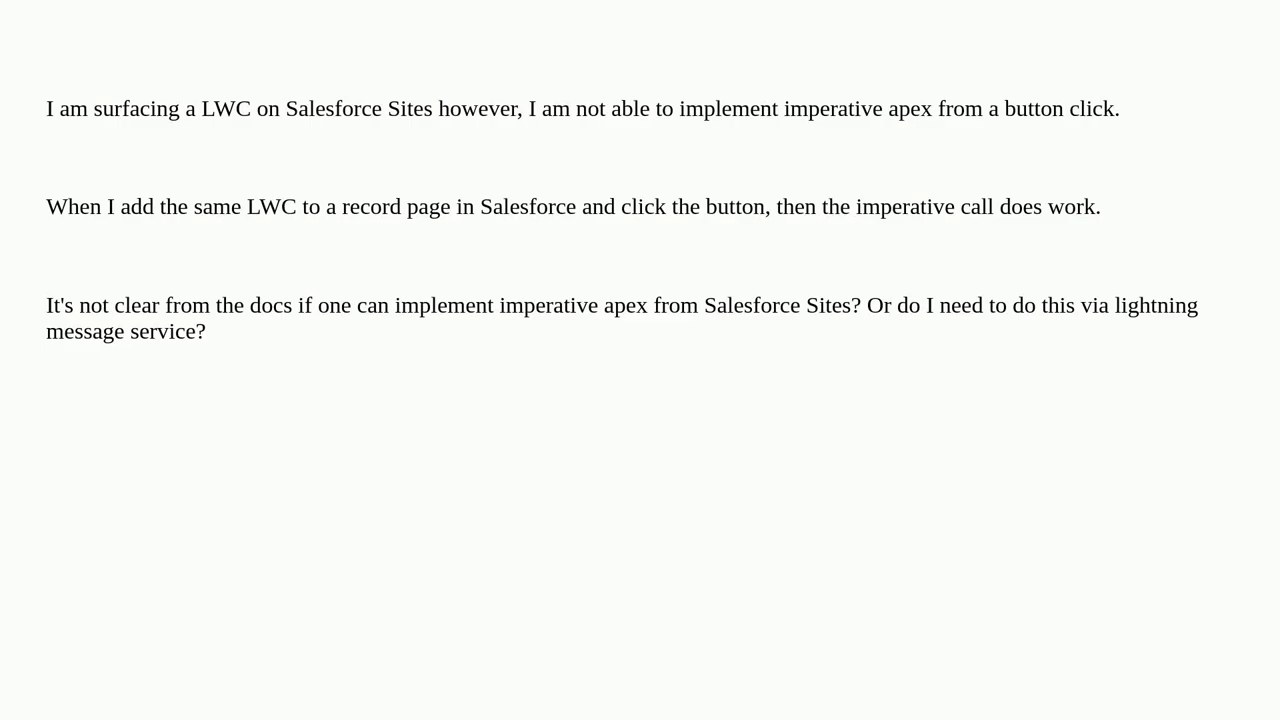 I am surfacing a LWC on Salesforce Sites however, I am not able to implement imperative apex from a button click.
When I add the same LWC to a record page in Salesforce and click the button, then the imperative call does work.
It's not clear from the docs if one can implement imperative apex from Salesforce Sites? Or do I need to do this via lightning
message service?